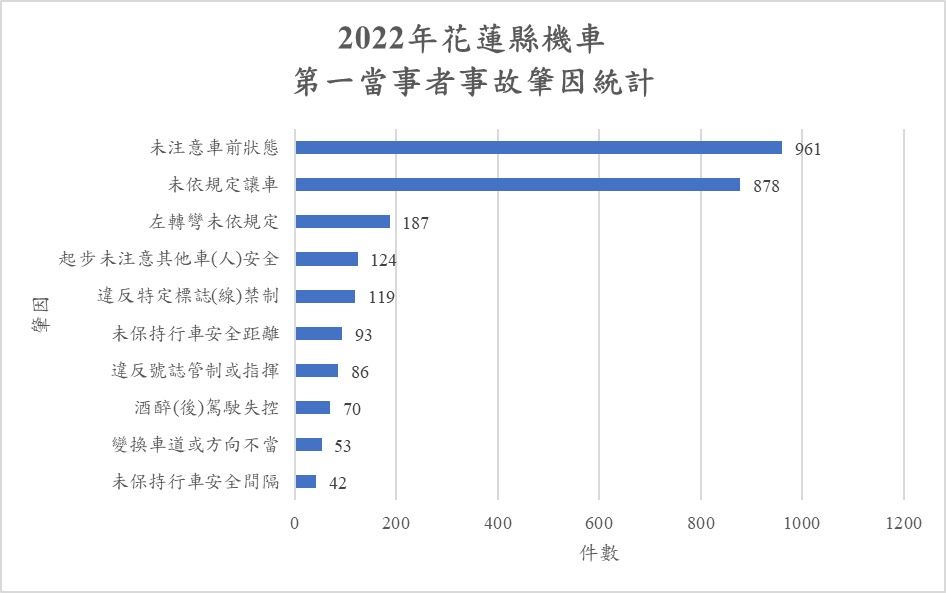 2022年花蓮縣機車
第一當事者事故肇因統計
肇因
未注意車前狀態 961
未依規定讓車 878
左轉彎未依規定 187
起步未注意其他車(人)安全 124
違反特定標誌(線)禁制 119
未保持行車安全距離 93
違反號誌管制或指揮 86
酒醉(後)駕駛失控 70
變換車道或方向不當 53
未保持行車安全間隔 42
0 200 400 600 800 1000 1200
件數